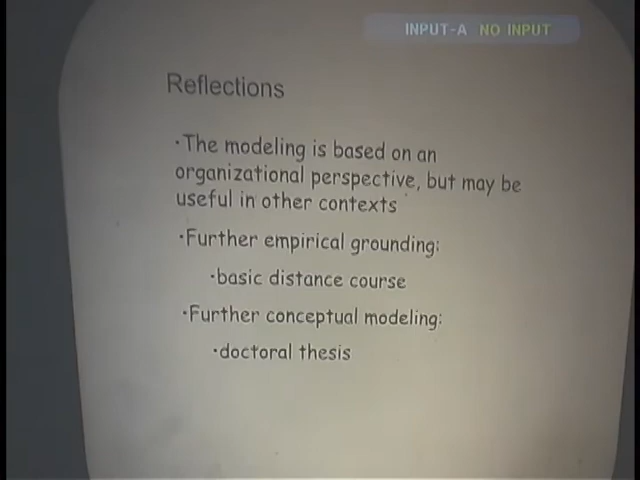 INPUT-A NO INPUT
Reflections
·The modeling is based on an
organizational perspective, but may be
useful in other contexts
·Further empirical grounding:
·basic distance course
·Further conceptual modeling:
·doctoral thesis